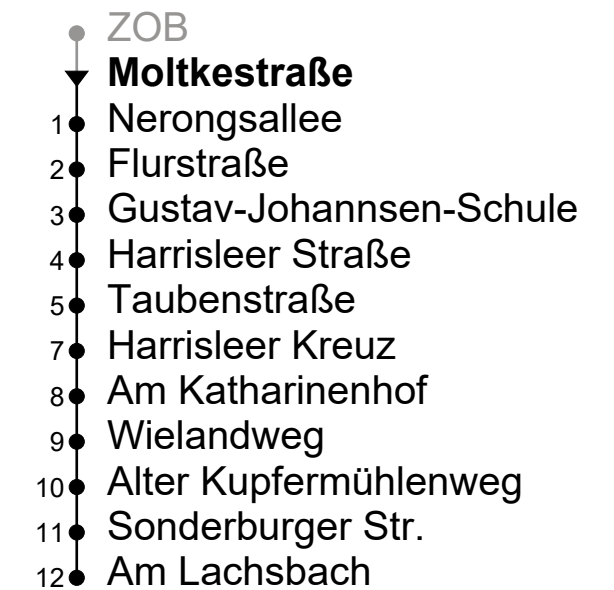 ZOB
Moltkestraße
1 Nerongsallee
2 Flurstraße
3 Gustav-Johannsen-Schule
4 Harrisleer Straße
5 Taubenstraße
7 Harrisleer Kreuz
8 Am Katharinenhof
9 Wielandweg
10 Alter Kupfermühlenweg
11 Sonderburger Str.
12 Am Lachsbach